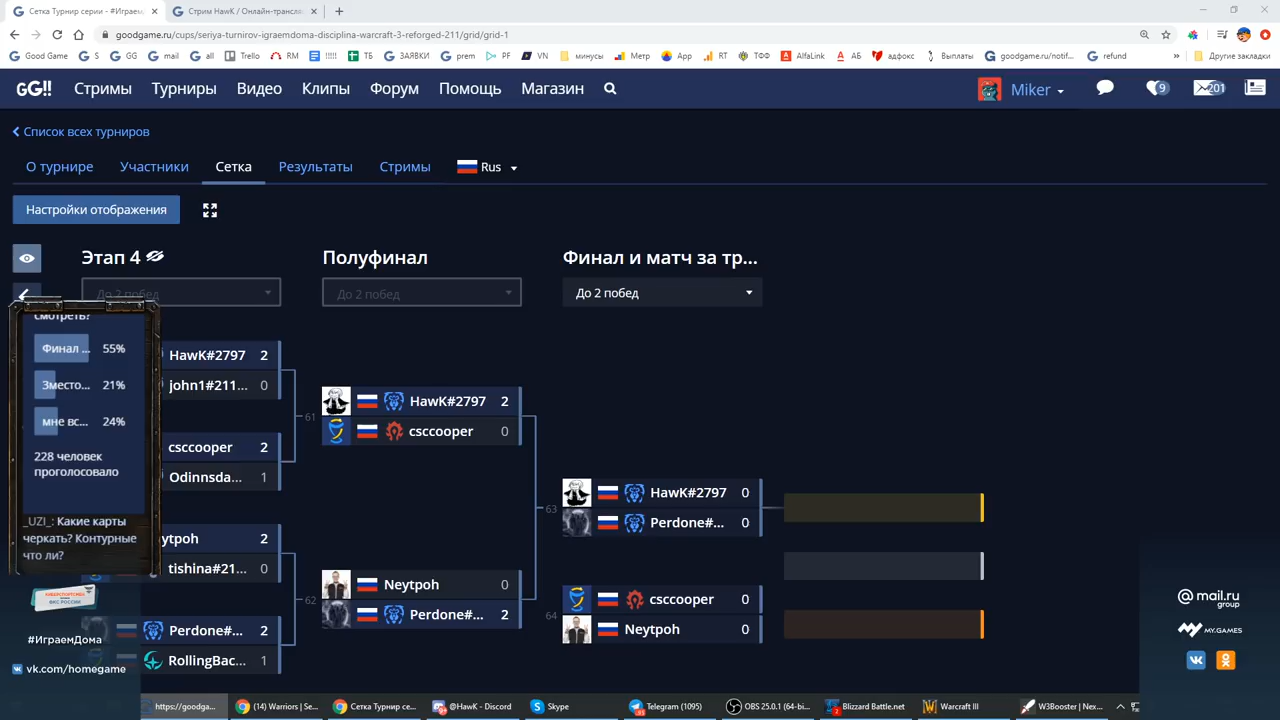 Сетка Турнир серии - #Играем
Стрим HawK / Онлайн-трансля
goodgame.ru/cups/seriya-turnirov-igraemdoma-disciplina-warcraft-3-reforged-211/grid/grid-1
Good Game
S
GG
mail
all
Trello
RM
!!!!!
ТБ
ЗАЯВКИ
prem
PF
VN
минусы
Метр
App
RT
ТФФ
AlfaLink
АБ
адфокс
Выплаты
goodgame.ru/notif...
refund
Другие закладки
GG!!
Стримы
Турниры
Видео
Клипы
Форум
Помощь
Магазин
Miker
9
201
Список всех турниров
О турнире
Участники
Сетка
Результаты
Стримы
Rus
Настройки отображения
Этап 4
Полуфинал
Финал и матч за тр...
До 2 побед
До 2 побед
До 2 побед
смотреть?
Финал ... 55%
3место... 21%
мне вс... 24%
228 человек
проголосовало
_UZI_: Какие карты
черкать? Контурные
что ли?
HawK#2797 2
john1#211... 0
csccooper 2
Odinnsda... 1
ytpoh 2
tishina#21... 0
Perdone#... 2
RollingBac... 1
61
HawK#2797 2
csccooper 0
62
Neytpoh 0
Perdone#... 2
63
HawK#2797 0
Perdone#... 0
64
csccooper 0
Neytpoh 0
КИБЕРСПОРТСМЕН
ФКС РОССИИ
#ИграемДома
vk.com/homegame
@mail.ru
group
MY.GAMES
https://goodga...
(14) Warriors | Se...
Сетка Турнир се...
@HawK - Discord
Skype
Telegram (1095)
OBS 25.0.1 (64-bi...
Blizzard Battle.net
Warcraft III
W3Booster | Nex...